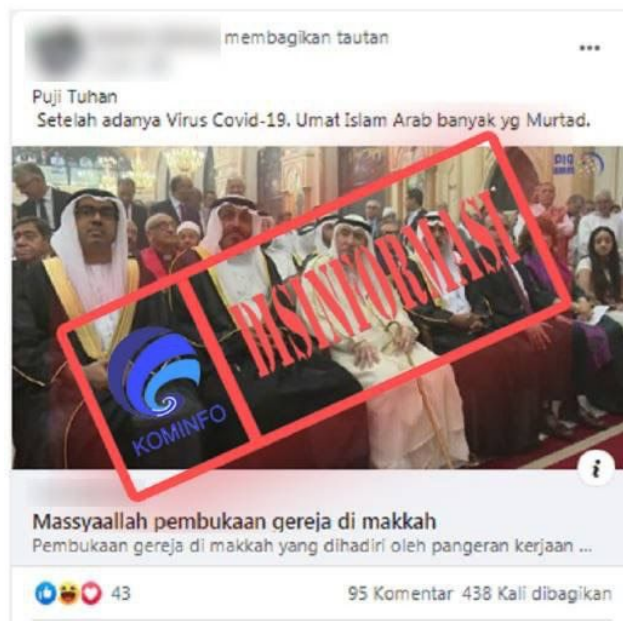 membagikan tautan
Puji Tuhan
Setelah adanya Virus Covid-19. Umat Islam Arab banyak yg Murtad.
DISINFORMASI
KOMINFO
i
Massyaallah pembukaan gereja di makkah
Pembukaan gereja di makkah yang dihadiri oleh pangeran kerjaan ...
43
95 Komentar 438 Kali dibagikan